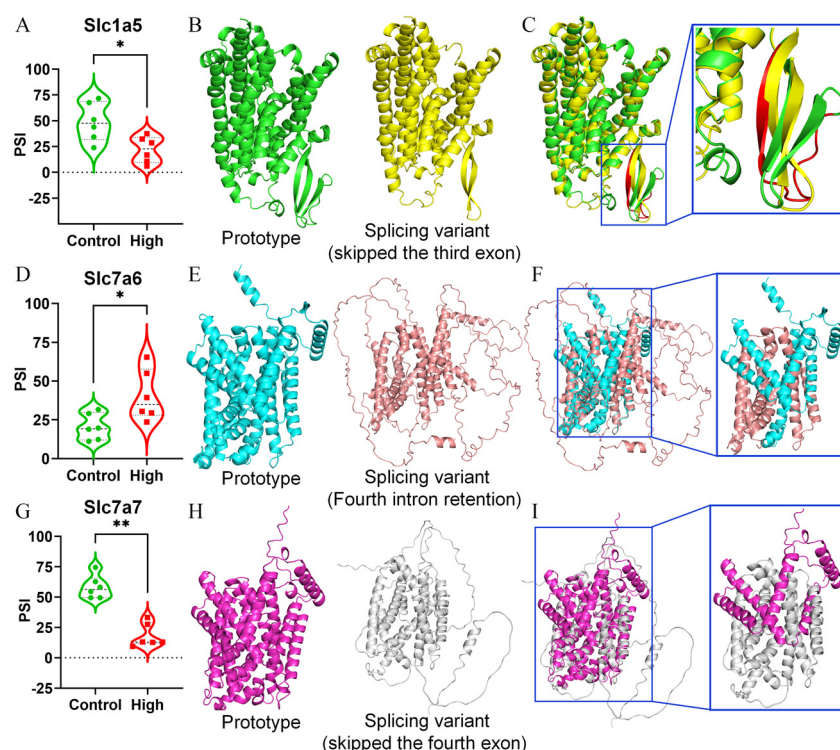 A
Slc1a5
*
100
75
50
25
0
25
PSI
Control High
B
Prototype
Splicing variant
(skipped the third exon)
C
D
Slc7a6
*
100
75
50
25
0
PSI
Control High
E
Prototype
Splicing variant
(Fourth intron retention)
F
G
Slc7a7
**
100
75
50
25
0
-25
PSI
Control High
H
Prototype
Splicing variant
(skipped the fourth exon)
I